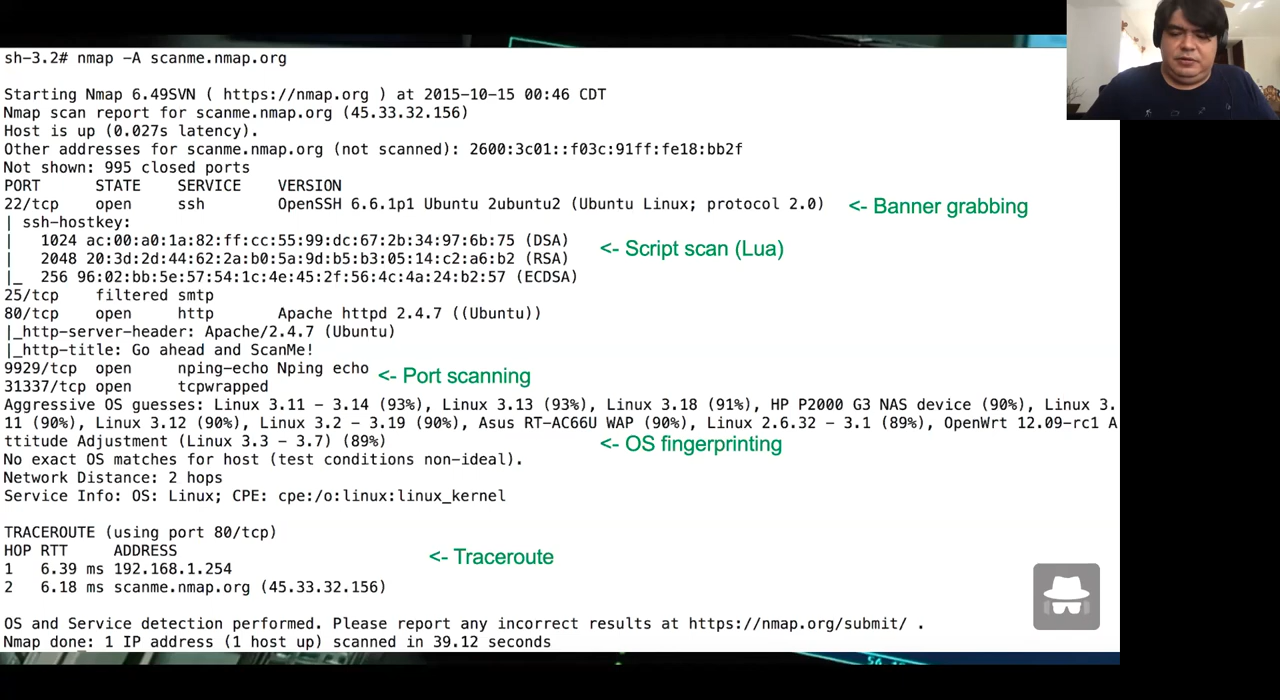 sh-3.2# nmap -A scanme.nmap.org
Starting Nmap 6.49SVN ( https://nmap.org ) at 2015-10-15 00:46 CDT
Nmap scan report for scanme.nmap.org (45.33.32.156)
Host is up (0.027s latency).
Other addresses for scanme.nmap.org (not scanned): 2600:3c01::f03c:91ff:fe18:bb2f
Not shown: 995 closed ports
PORT STATE SERVICE VERSION
22/tcp open ssh OpenSSH 6.6.1p1 Ubuntu 2ubuntu2 (Ubuntu Linux; protocol 2.0) <- Banner grabbing
| ssh-hostkey:
| 1024 ac:00:a0:1a:82:ff:cc:55:99:dc:67:2b:34:97:6b:75 (DSA) <- Script scan (Lua)
| 2048 20:3d:2d:44:62:2a:b0:5a:9d:b5:b3:05:14:c2:a6:b2 (RSA)
|_ 256 96:02:bb:5e:57:54:1c:4e:45:2f:56:4c:4a:24:b2:57 (ECDSA)
25/tcp filtered smtp
80/tcp open http Apache httpd 2.4.7 ((Ubuntu))
|_http-server-header: Apache/2.4.7 (Ubuntu)
|_http-title: Go ahead and ScanMe!
9929/tcp open nping-echo Nping echo <- Port scanning
31337/tcp open tcpwrapped
Aggressive OS guesses: Linux 3.11 - 3.14 (93%), Linux 3.13 (93%), Linux 3.18 (91%), HP P2000 G3 NAS device (90%), Linux 3.
11 (90%), Linux 3.12 (90%), Linux 3.2 - 3.19 (90%), Asus RT-AC66U WAP (90%), Linux 2.6.32 - 3.1 (89%), OpenWrt 12.09-rc1 A
ttitude Adjustment (Linux 3.3 - 3.7) (89%) <- OS fingerprinting
No exact OS matches for host (test conditions non-ideal).
Network Distance: 2 hops
Service Info: OS: Linux; CPE: cpe:/o:linux:linux_kernel
TRACEROUTE (using port 80/tcp)
HOP RTT ADDRESS <- Traceroute
1 6.39 ms 192.168.1.254
2 6.18 ms scanme.nmap.org (45.33.32.156)
OS and Service detection performed. Please report any incorrect results at https://nmap.org/submit/ .
Nmap done: 1 IP address (1 host up) scanned in 39.12 seconds